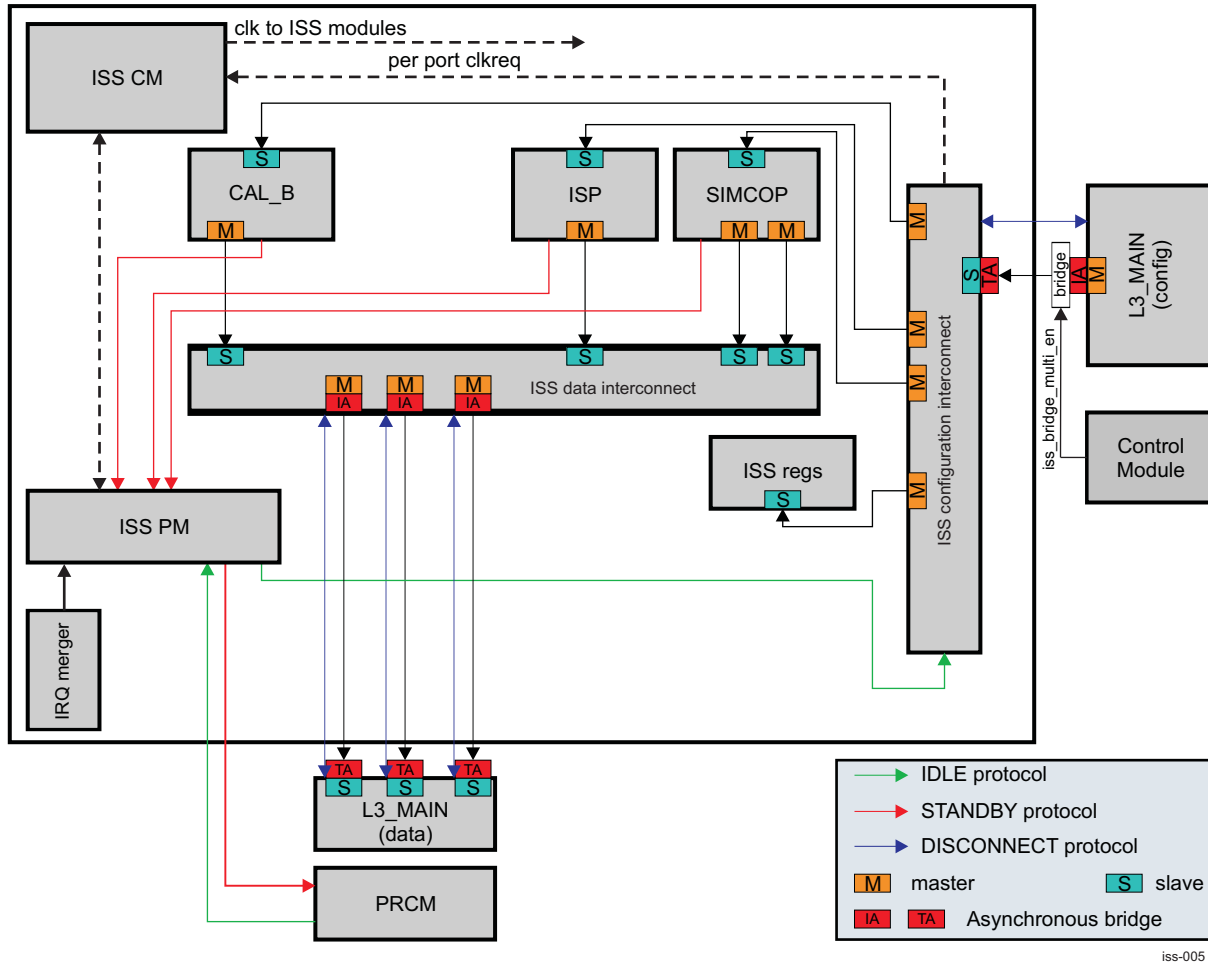 clk to ISS modules
ISS CM
per port clkreq
S
S
S
CAL_B
ISP
SIMCOP
M
M
M
M
M
S
TA
bridge
IA
M
L3_MAIN
(config)
S
S
S
S
M
M
M
IA
IA
IA
ISS data interconnect
M
M
iss_bridge_multi_en
ISS configuration interconnect
Control
Module
ISS regs
S
M
ISS PM
IRQ merger
TA
TA
TA
S
S
S
L3_MAIN
(data)
PRCM
IDLE protocol
STANDBY protocol
DISCONNECT protocol
M master
S slave
IA TA Asynchronous bridge
iss-005